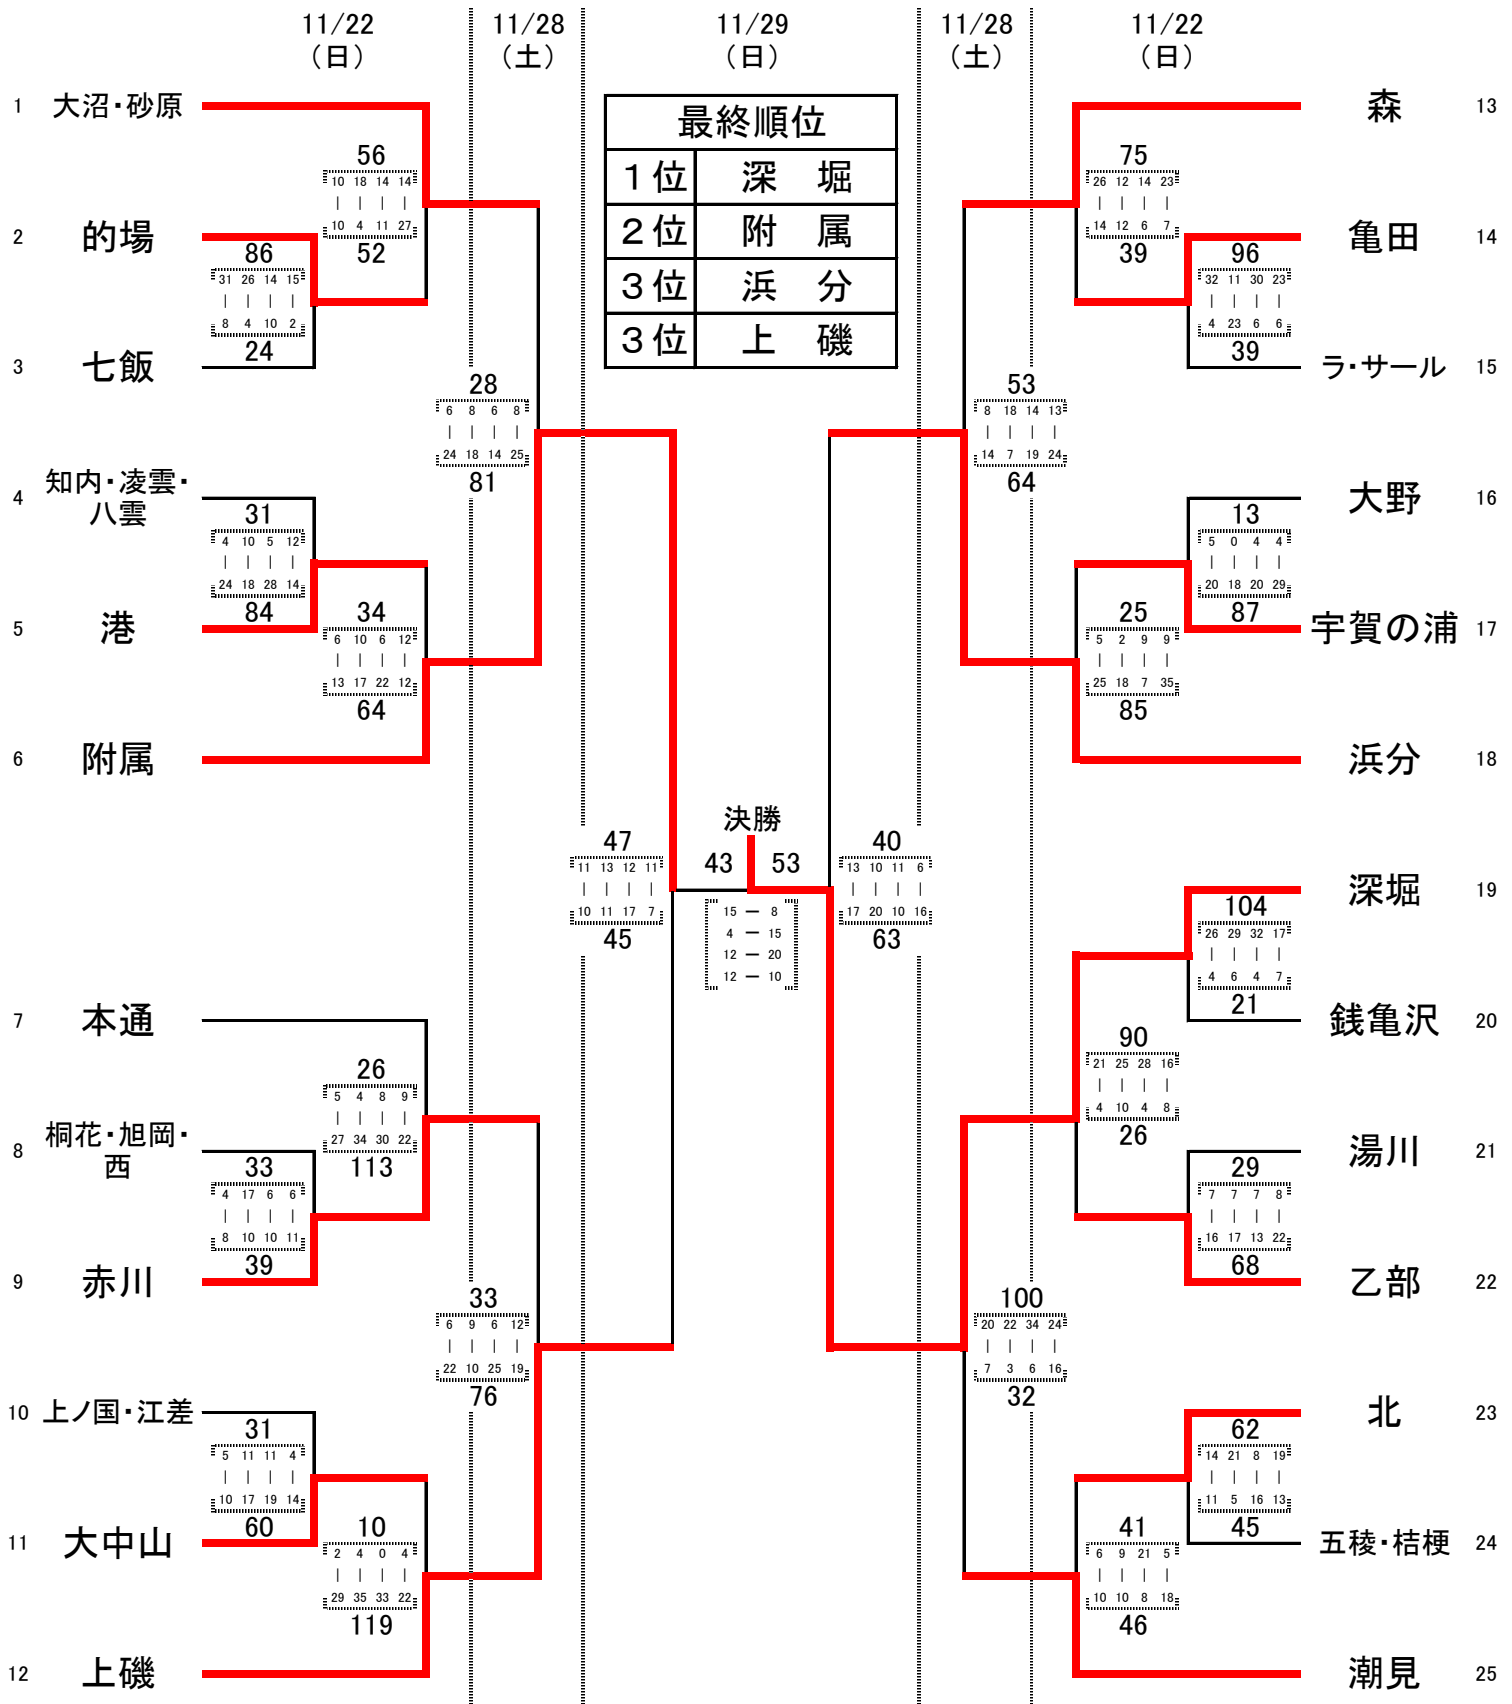 11/22 11/28 11/29 11/28 11/22
（日） （土） （日） （土） （日）
最終順位
1位 深 堀
2位 附 属
3位 浜 分
3位 上 磯
1 大沼・砂原
56
10 18 14 14
10 4 11 27
52
2 的場
86
31 26 14 15
8 4 10 2
24
3 七飯
28
6 8 6 8
24 18 14 25
81
4 知内・凌雲・
八雲
31
4 10 5 12
24 18 28 14
84
5 港
34
6 10 6 12
13 17 22 12
64
6 附属
47
11 13 12 11
10 11 17 7
45
7 本通
26
5 4 8 9
27 34 30 22
113
8 桐花・旭岡・
西
33
4 17 6 6
8 10 10 11
39
9 赤川
33
6 9 6 12
22 10 25 19
76
10 上ノ国・江差
31
5 11 11 4
10 17 19 14
60
11 大中山
10
2 4 0 4
29 35 33 22
119
12 上磯
決勝
43 53
15 ー 8
4 ー 15
12 ー 20
12 ー 10
森 13
75
26 12 14 23
14 12 6 7
39
亀田 14
96
32 11 30 23
4 23 6 6
39
ラ・サール 15
53
8 18 14 13
14 7 19 24
64
大野 16
13
5 0 4 4
20 18 20 29
87
宇賀の浦 17
25
5 2 9 9
25 18 7 35
85
浜分 18
40
13 10 11 6
17 20 10 16
63
深堀 19
104
26 29 32 17
4 6 4 7
21
銭亀沢 20
90
21 25 28 16
4 10 4 8
26
湯川 21
29
7 7 7 8
16 17 13 22
68
乙部 22
100
20 22 34 24
7 3 6 16
32
北 23
62
14 21 8 19
11 5 16 13
45
五稜・桔梗 24
41
6 9 21 5
10 10 8 18
46
潮見 25